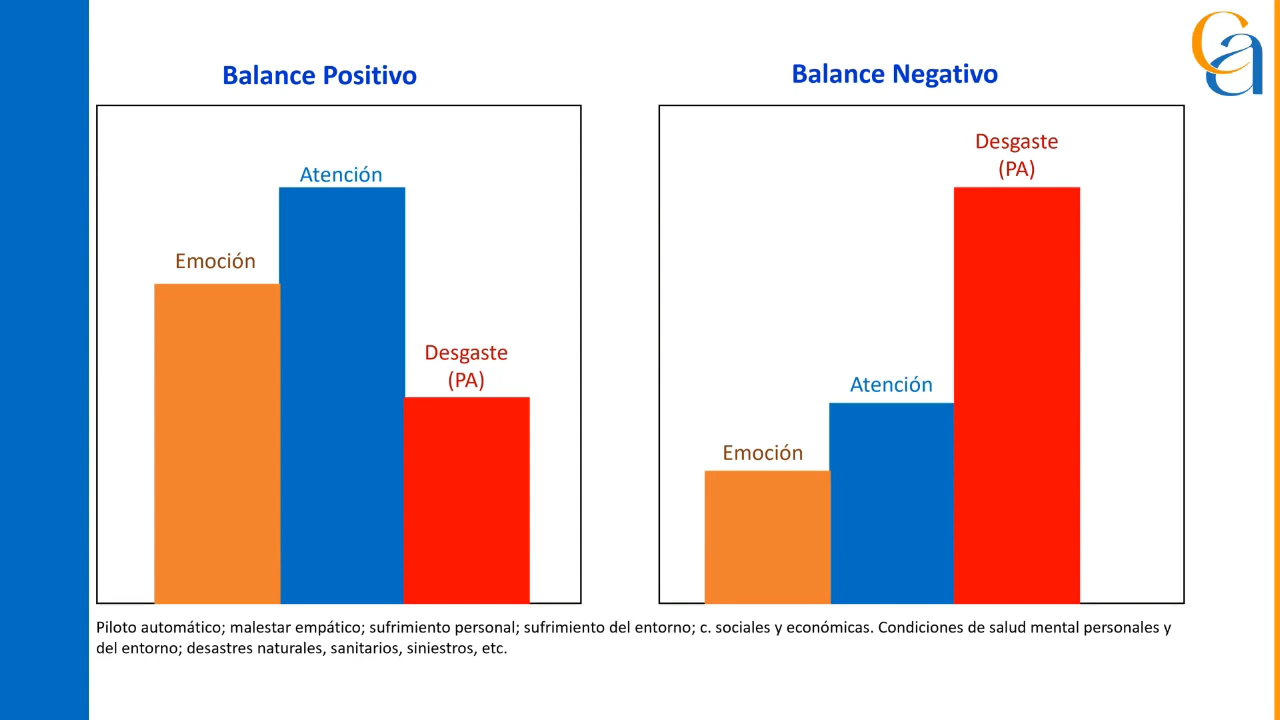 Balance Positivo
Atención
Emoción
Desgaste
(PA)
Balance Negativo
Desgaste
(PA)
Atención
Emoción
Piloto automático; malestar empático; sufrimiento personal; sufrimiento del entorno; c. sociales y económicas. Condiciones de salud mental personales y
del entorno; desastres naturales, sanitarios, siniestros, etc.
Ca